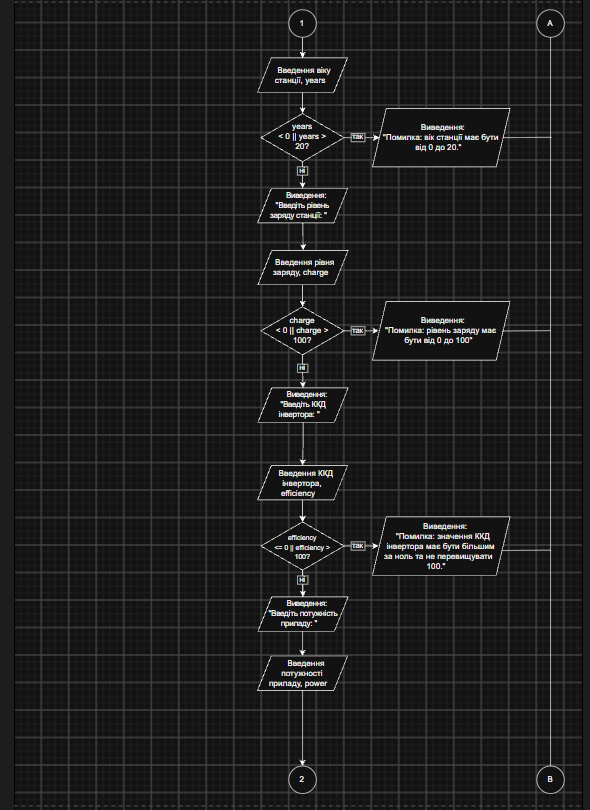 1
A
Введення віку
станції, years
years
< 0 || years >
20?
так
Виведення:
"Помилка: вік станції має бути
від 0 до 20."
ні
Виведення:
"Введіть рівень
заряду станції: "
Введення рівня
заряду, charge
charge
< 0 || charge >
100?
так
Виведення:
"Помилка: рівень заряду має
бути від 0 до 100"
ні
Виведення:
"Введіть ККД
інвертора: "
Введення ККД
інвертора,
efficiency
efficiency
<= 0 || efficiency >
100?
так
Виведення:
"Помилка: значення ККД
інвертора має бути більшим
за ноль та не перевищувати
100."
ні
Виведення:
"Введіть потужність
приладу: "
Введення
потужності
приладу, power
2
B